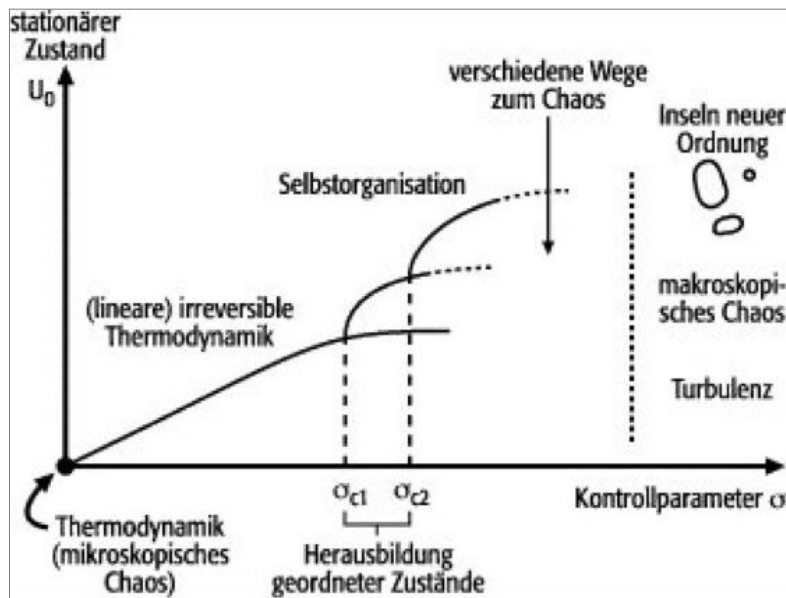 stationärer
Zustand
U₀
verschiedene Wege
zum Chaos
Inseln neuer
Ordnung
Selbstorganisation
(lineare) irreversible
Thermodynamik
makroskopi-
sches Chaos
Turbulenz
σc1
σc2
Kontrollparameter σ
Thermodynamik
(mikroskopisches
Chaos)
Herausbildung
geordneter Zustände